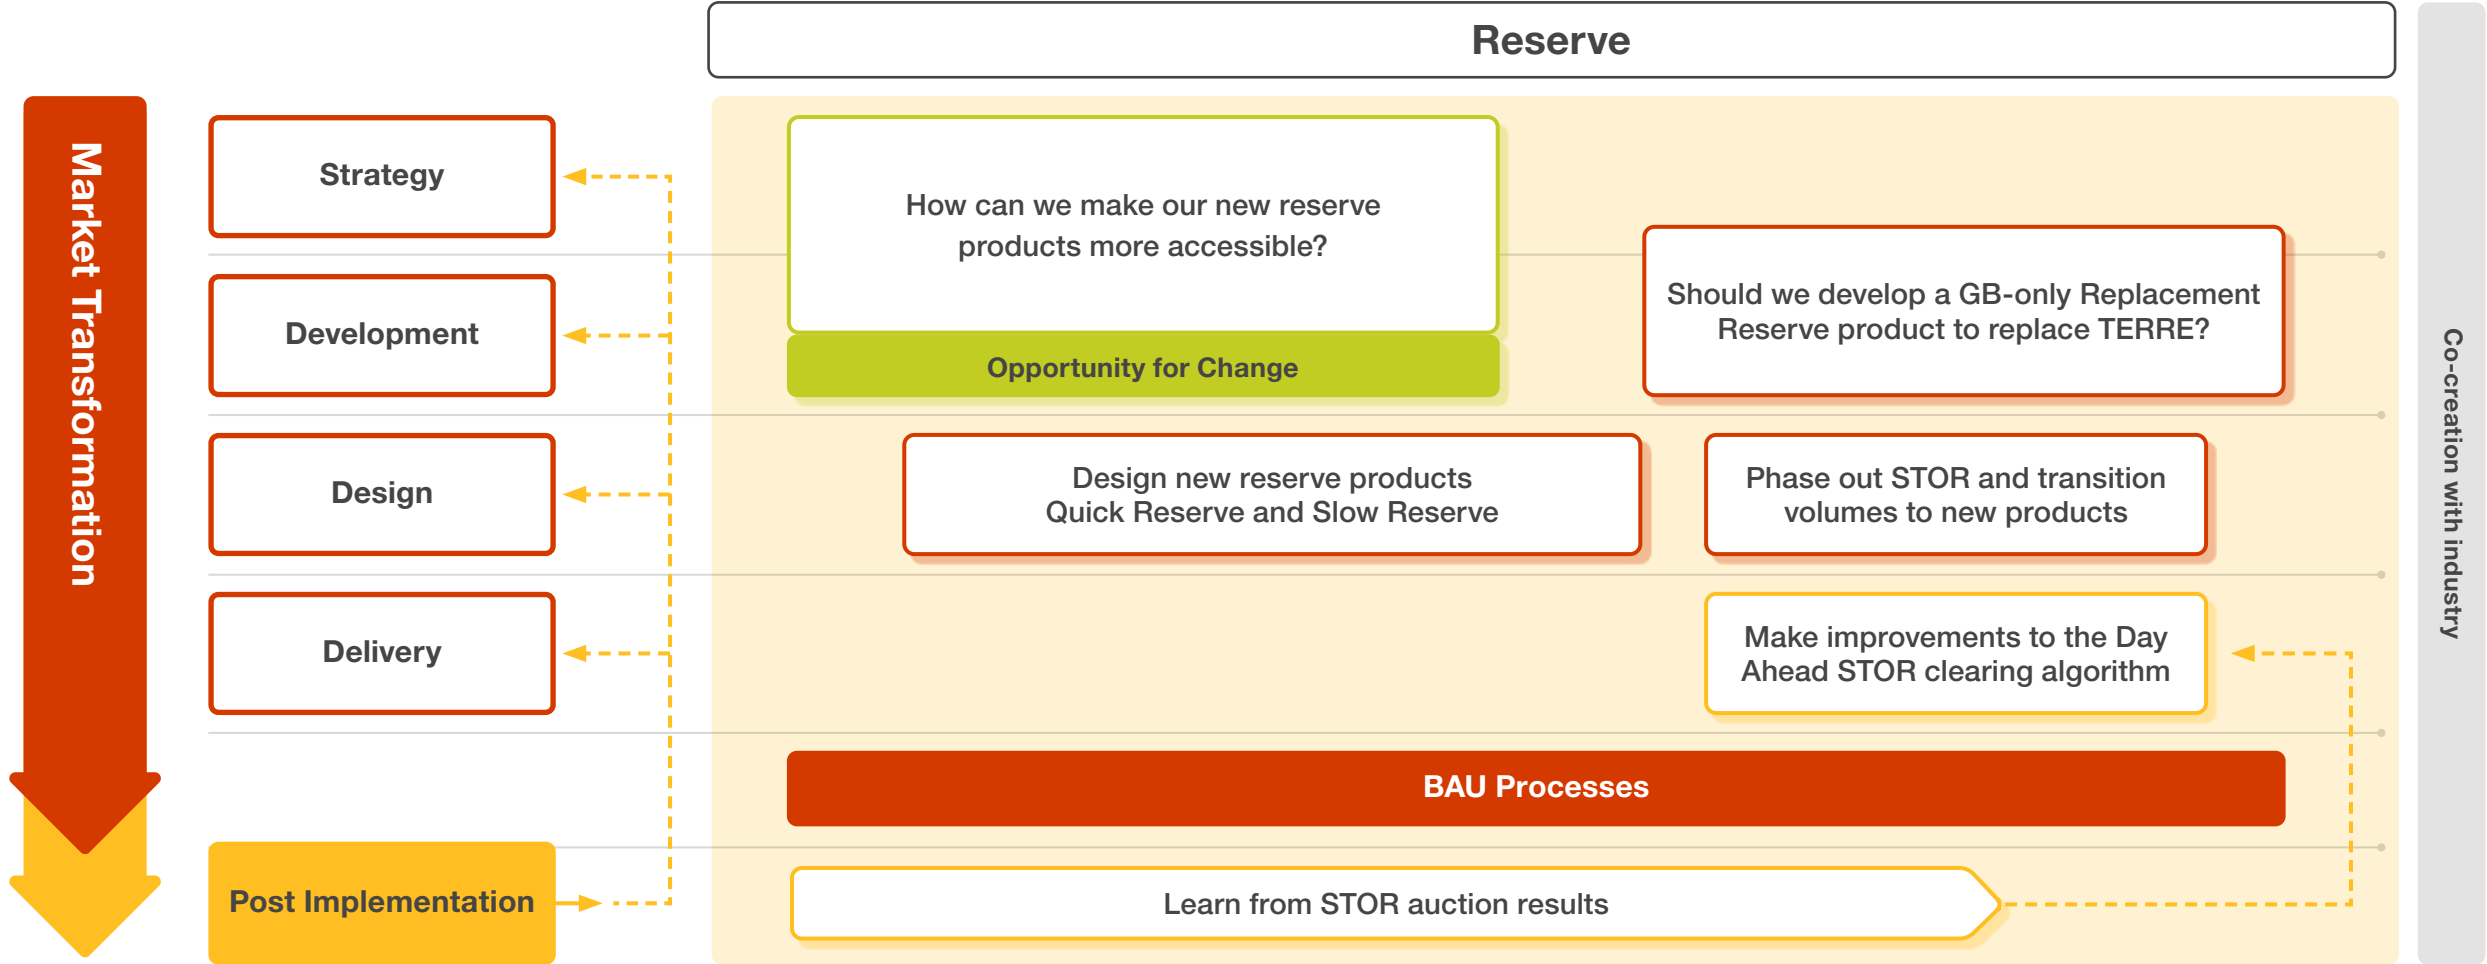 Reserve
Market Transformation
Strategy
How can we make our new reserve
products more accessible?
Opportunity for Change
Should we develop a GB-only Replacement
Reserve product to replace TERRE?
Development
Design
Design new reserve products
Quick Reserve and Slow Reserve
Phase out STOR and transition
volumes to new products
Delivery
Make improvements to the Day
Ahead STOR clearing algorithm
BAU Processes
Post Implementation
Learn from STOR auction results
Co-creation with industry